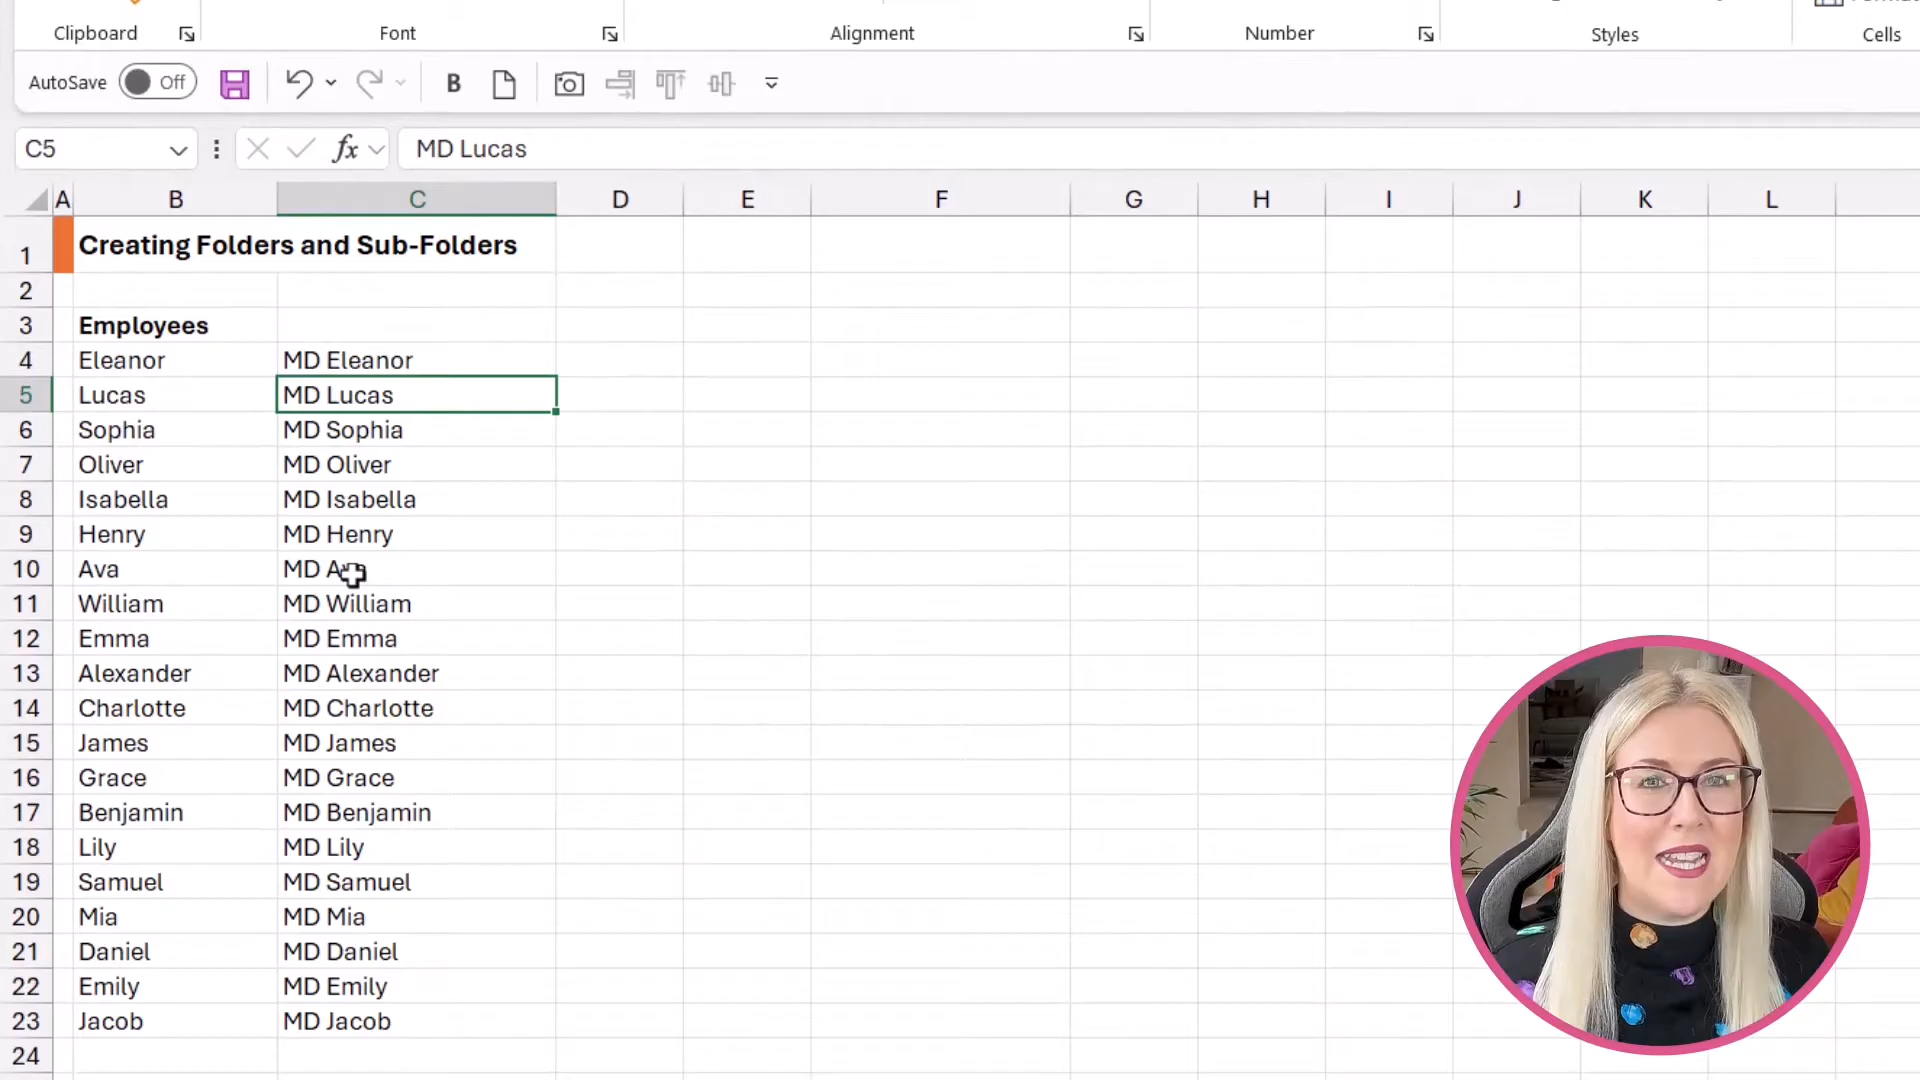 Clipboard
Font
Alignment
Number
Styles
Cells
AutoSave Off
B
C5
fx
MD Lucas
A B C D E F G H I J K L
1 Creating Folders and Sub-Folders
2
3 Employees
4 Eleanor MD Eleanor
5 Lucas MD Lucas
6 Sophia MD Sophia
7 Oliver MD Oliver
8 Isabella MD Isabella
9 Henry MD Henry
10 Ava MD Ava
11 William MD William
12 Emma MD Emma
13 Alexander MD Alexander
14 Charlotte MD Charlotte
15 James MD James
16 Grace MD Grace
17 Benjamin MD Benjamin
18 Lily MD Lily
19 Samuel MD Samuel
20 Mia MD Mia
21 Daniel MD Daniel
22 Emily MD Emily
23 Jacob MD Jacob
24